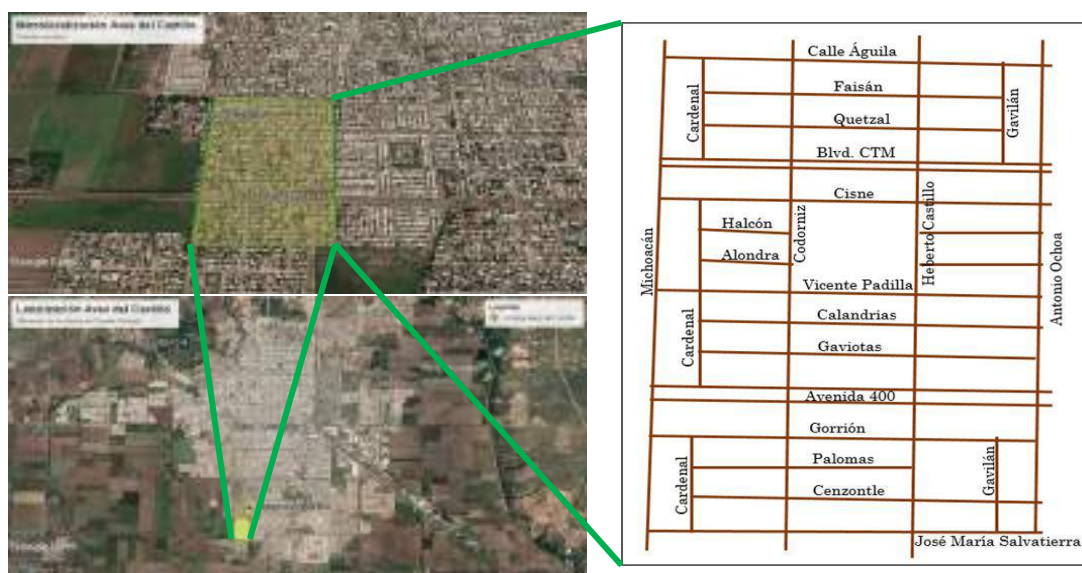 Calle Águila
Faisán
Cardenal
Gavilán
Quetzal
Blvd. CTM
Cisne
Halcón
Codorniz
Heberto Castillo
Alondra
Michoacán
Antonio Ochoa
Vicente Padilla
Calandrias
Cardenal
Gaviotas
Avenida 400
Gorrión
Palomas
Cardenal
Gavilán
Cenzontle
José María Salvatierra